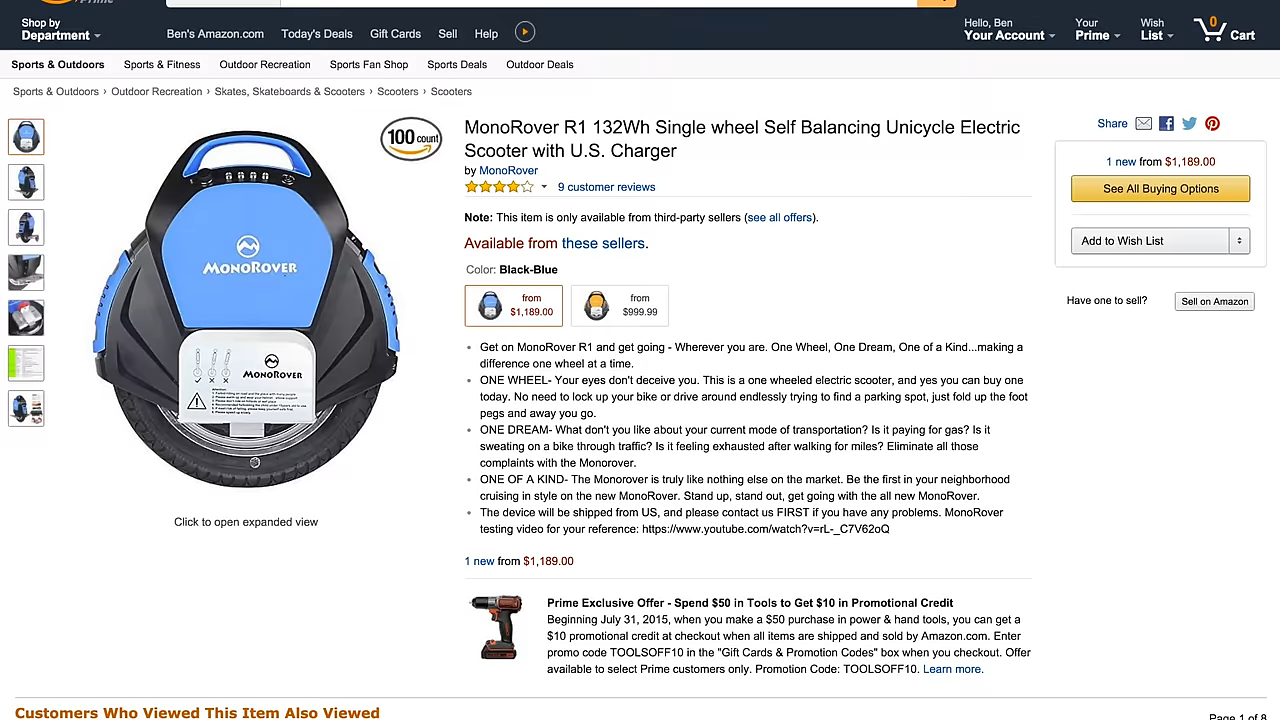 Prime
Shop by
Department
Ben's Amazon.com
Today's Deals
Gift Cards
Sell
Help
Hello, Ben
Your Account
Your
Prime
Wish
List
0
Cart
Sports & Outdoors
Sports & Fitness
Outdoor Recreation
Sports Fan Shop
Sports Deals
Outdoor Deals
Sports & Outdoors › Outdoor Recreation › Skates, Skateboards & Scooters › Scooters › Scooters
100 count
MONOROVER
MONOROVER
Click to open expanded view
MonoRover R1 132Wh Single wheel Self Balancing Unicycle Electric
Scooter with U.S. Charger
by MonoRover
9 customer reviews
Note: This item is only available from third-party sellers (see all offers).
Available from these sellers.
Color: Black-Blue
from
$1,189.00
from
$999.99
• Get on MonoRover R1 and get going - Wherever you are. One Wheel, One Dream, One of a Kind...making a
difference one wheel at a time.
• ONE WHEEL- Your eyes don't deceive you. This is a one wheeled electric scooter, and yes you can buy one
today. No need to lock up your bike or drive around endlessly trying to find a parking spot, just fold up the foot
pegs and away you go.
• ONE DREAM- What don't you like about your current mode of transportation? Is it paying for gas? Is it
sweating on a bike through traffic? Is it feeling exhausted after walking for miles? Eliminate all those
complaints with the Monorover.
• ONE OF A KIND- The Monorover is truly like nothing else on the market. Be the first in your neighborhood
cruising in style on the new MonoRover. Stand up, stand out, get going with the all new MonoRover.
• The device will be shipped from US, and please contact us FIRST if you have any problems. MonoRover
testing video for your reference: https://www.youtube.com/watch?v=rL-_C7V62oQ
1 new from $1,189.00
Prime Exclusive Offer - Spend $50 in Tools to Get $10 in Promotional Credit
Beginning July 31, 2015, when you make a $50 purchase in power & hand tools, you can get a
$10 promotional credit at checkout when all items are shipped and sold by Amazon.com. Enter
promo code TOOLSOFF10 in the "Gift Cards & Promotion Codes" box when you checkout. Offer
available to select Prime customers only. Promotion Code: TOOLSOFF10. Learn more.
Share
1 new from $1,189.00
See All Buying Options
Add to Wish List
Have one to sell?
Sell on Amazon
Customers Who Viewed This Item Also Viewed
Page 1 of 8